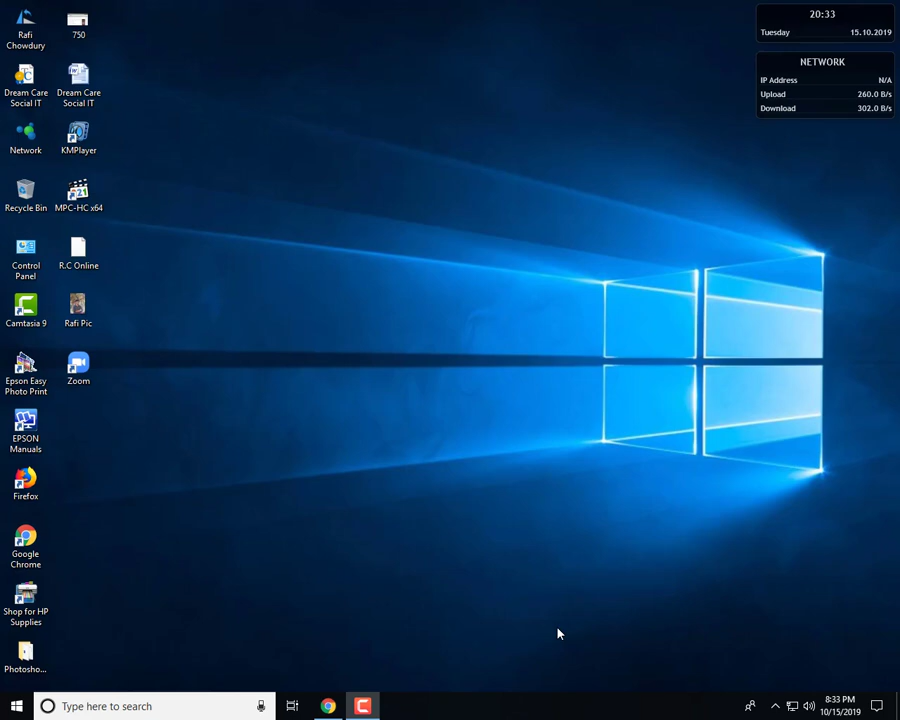 Rafi
Chowdury
750
Dream Care
Social IT
Dream Care
Social IT
Network
KMPlayer
Recycle Bin
MPC-HC x64
Control
Panel
R.C Online
Camtasia 9
Rafi Pic
Epson Easy
Photo Print
Zoom
EPSON
Manuals
Firefox
Google
Chrome
Shop for HP
Supplies
Photosho...
20:33
Tuesday 15.10.2019
NETWORK
IP Address N/A
Upload 260.0 B/s
Download 302.0 B/s
Type here to search
8:33 PM
10/15/2019